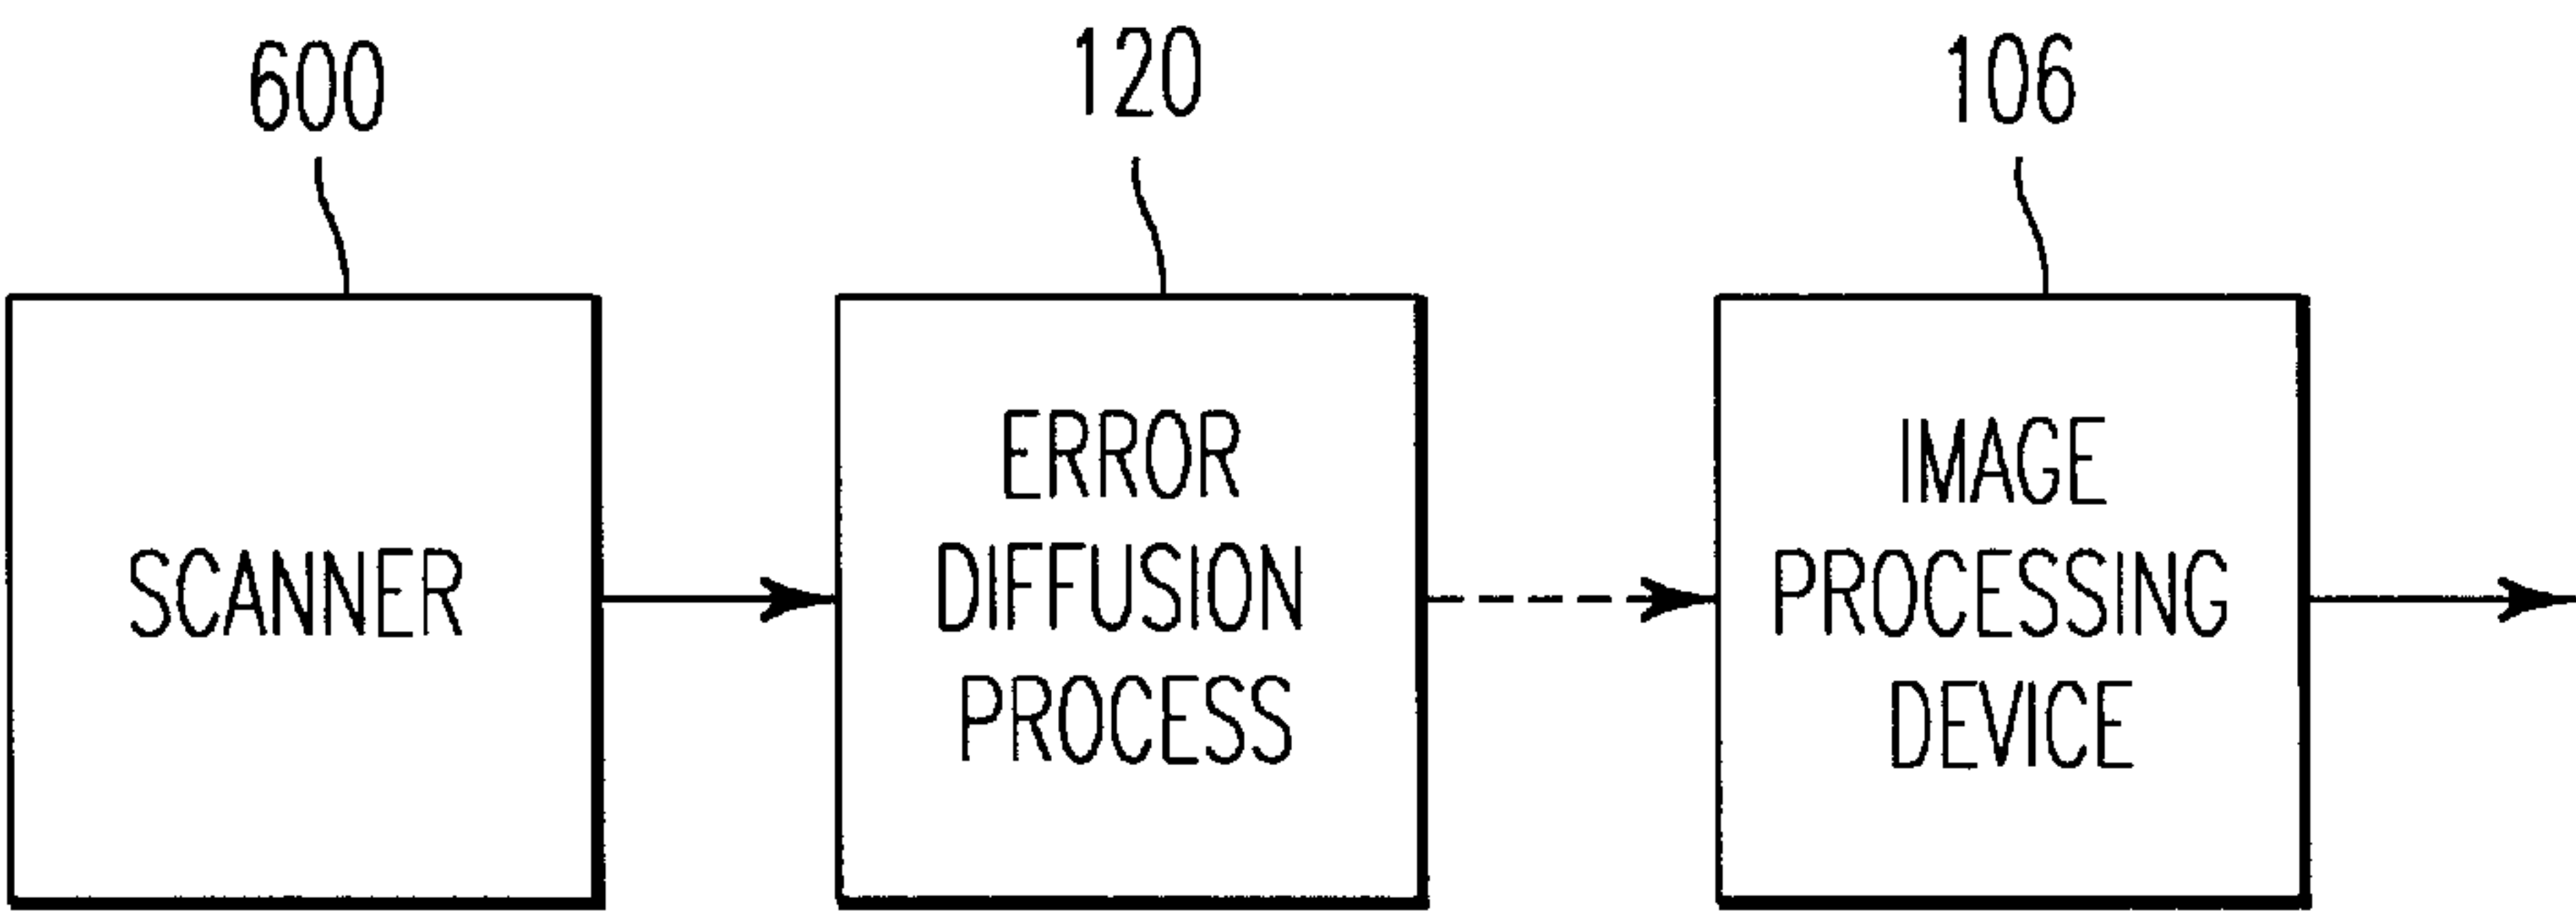 600
120
106
SCANNER
ERROR
DIFFUSION
PROCESS
IMAGE
PROCESSING
DEVICE